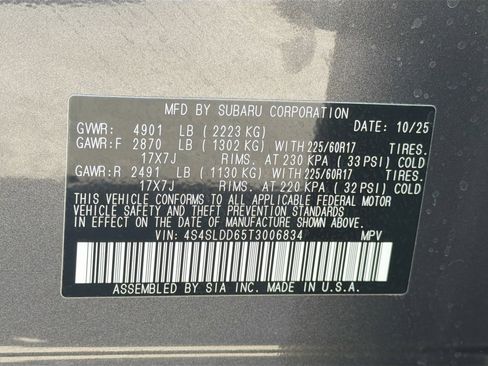 MFD BY SUBARU CORPORATION
GVWR: 4901 LB ( 2223 KG) DATE: 10/25
GAWR:F 2870 LB ( 1302 KG) WITH 225/60R17 TIRES.
17X7J RIMS. AT 230 KPA ( 33 PSI) COLD
GAWR:R 2491 LB ( 1130 KG) WITH 225/60R17 TIRES.
17X7J RIMS. AT 220 KPA ( 32 PSI) COLD
THIS VEHICLE CONFORMS TO ALL APPLICABLE FEDERAL MOTOR
VEHICLE SAFETY AND THEFT PREVENTION STANDARDS
IN EFFECT ON THE DATE OF MANUFACTURE SHOWN ABOVE.
VIN: 4S4SLDD65T3006834 MPV
ASSEMBLED BY SIA INC. MADE IN U.S.A.